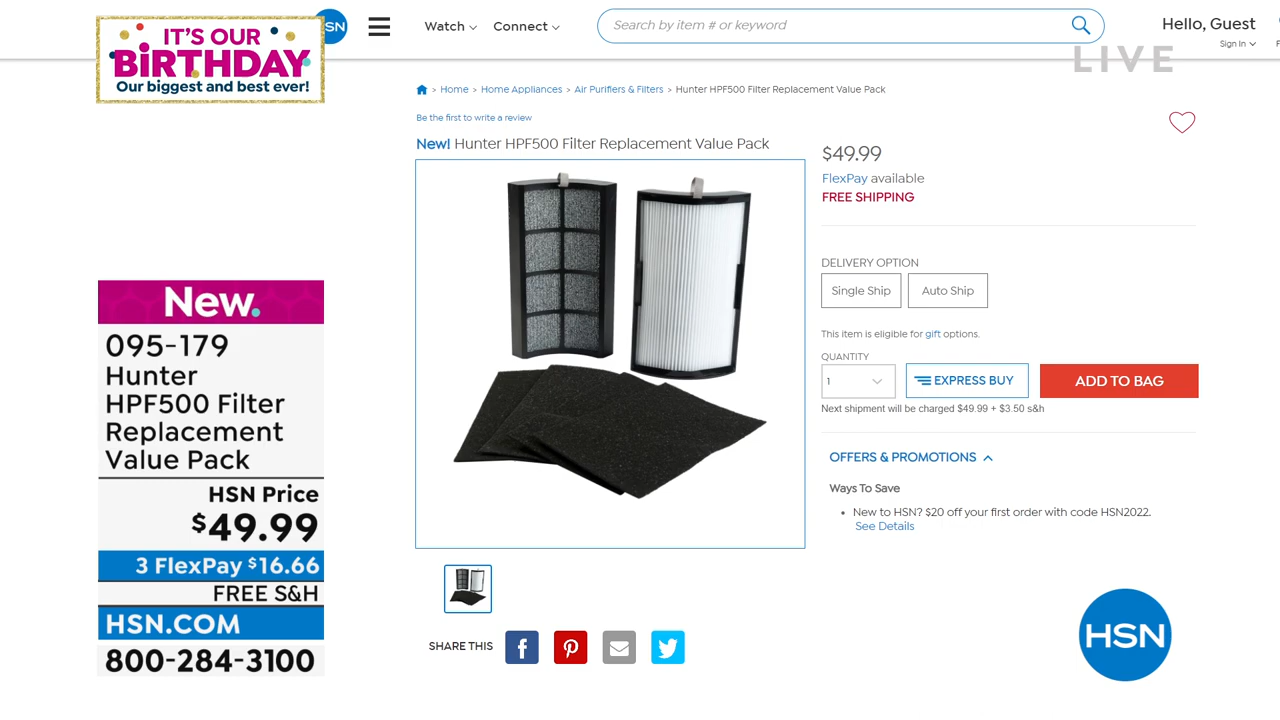 IT'S OUR
BiRTHDAY
Our biggest and best ever!
Watch
Connect
Search by item # or keyword
Hello, Guest
Sign In
LIVE
> Home > Home Appliances > Air Purifiers & Filters > Hunter HPF500 Filter Replacement Value Pack
Be the first to write a review
New! Hunter HPF500 Filter Replacement Value Pack
$49.99
FlexPay available
FREE SHIPPING
DELIVERY OPTION
Single Ship
Auto Ship
This item is eligible for gift options.
QUANTITY
1
EXPRESS BUY
ADD TO BAG
Next shipment will be charged $49.99 + $3.50 s&h
OFFERS & PROMOTIONS
Ways To Save
• New to HSN? $20 off your first order with code HSN2022.
See Details
SHARE THIS
New.
095-179
Hunter
HPF500 Filter
Replacement
Value Pack
HSN Price
$49.99
3 FlexPay $16.66
FREE S&H
HSN.COM
800-284-3100
HSN